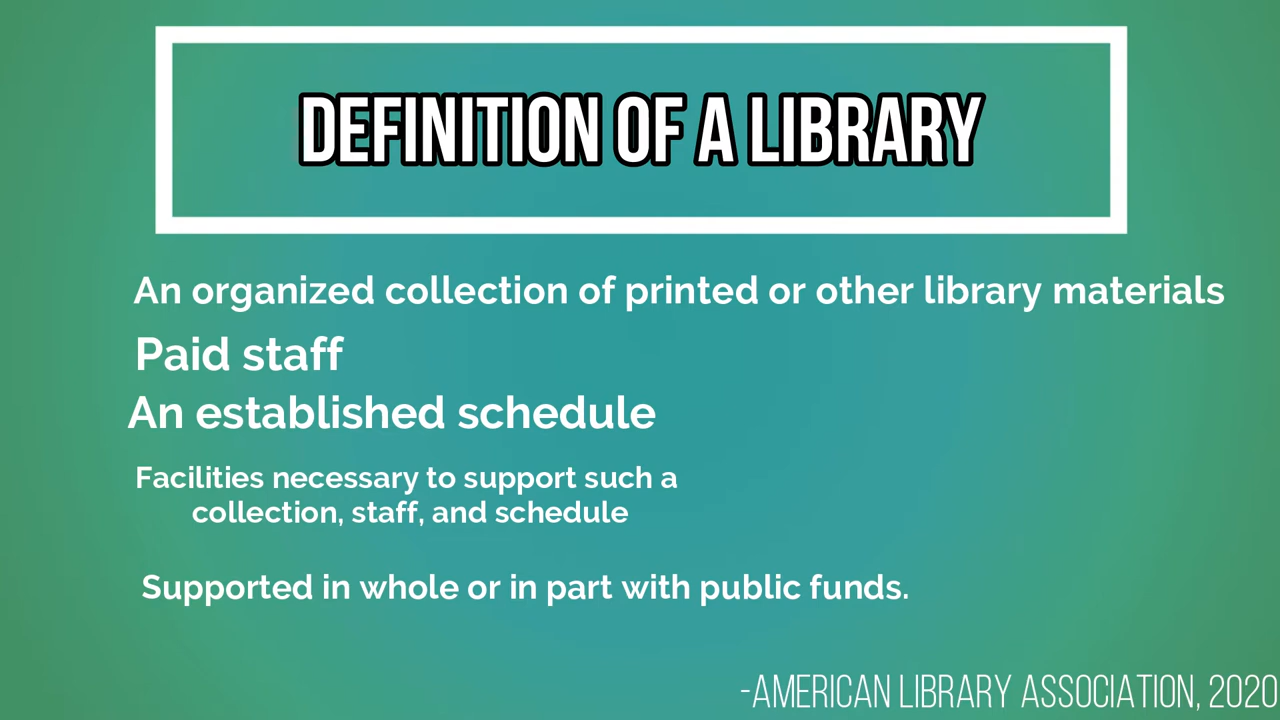 DEFINITION OF A LIBRARY
An organized collection of printed or other library materials
Paid staff
An established schedule
Facilities necessary to support such a
collection, staff, and schedule
Supported in whole or in part with public funds.
-AMERICAN LIBRARY ASSOCIATION, 2020